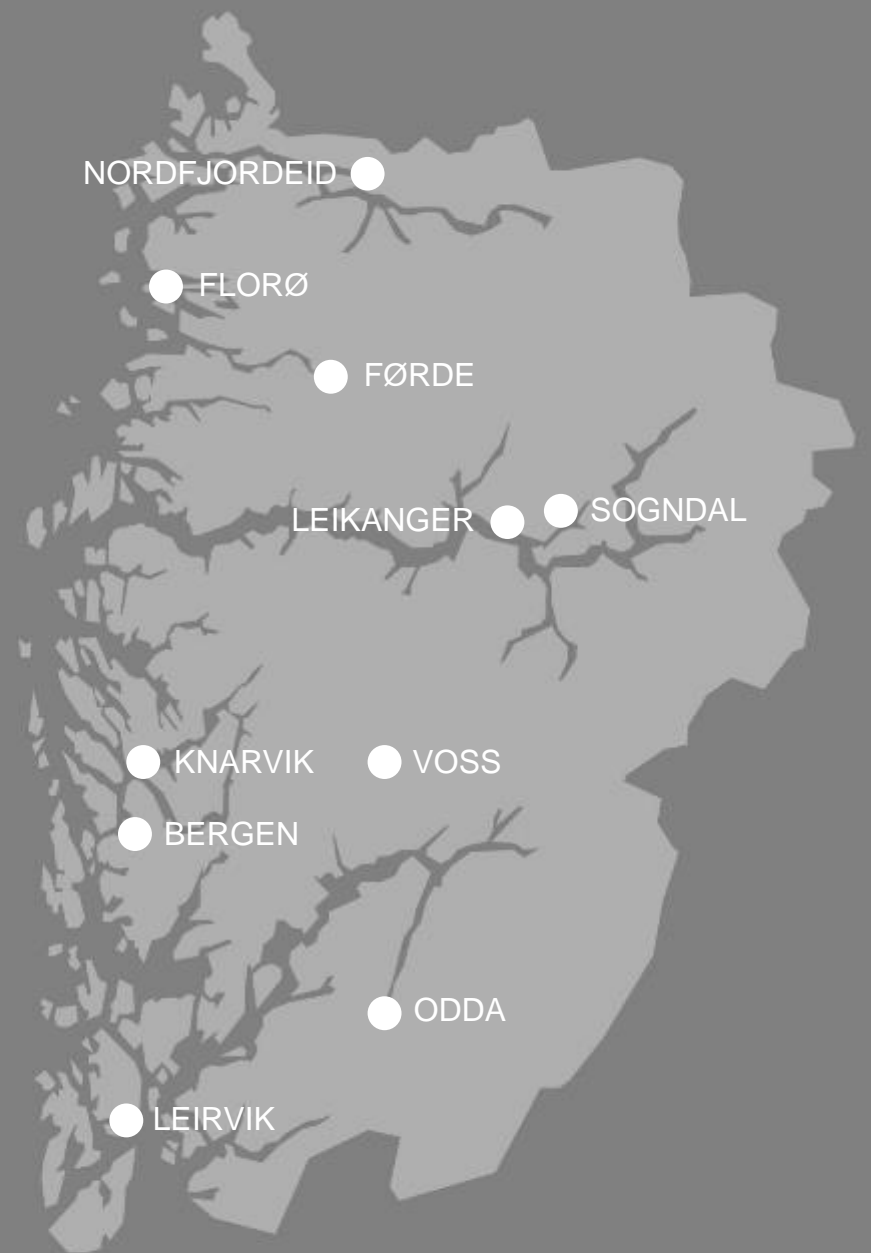 NORDFJORDEID
FLORØ
FØRDE
LEIKANGER
SOGNDAL
KNARVIK
VOSS
BERGEN
ODDA
LEIRVIK